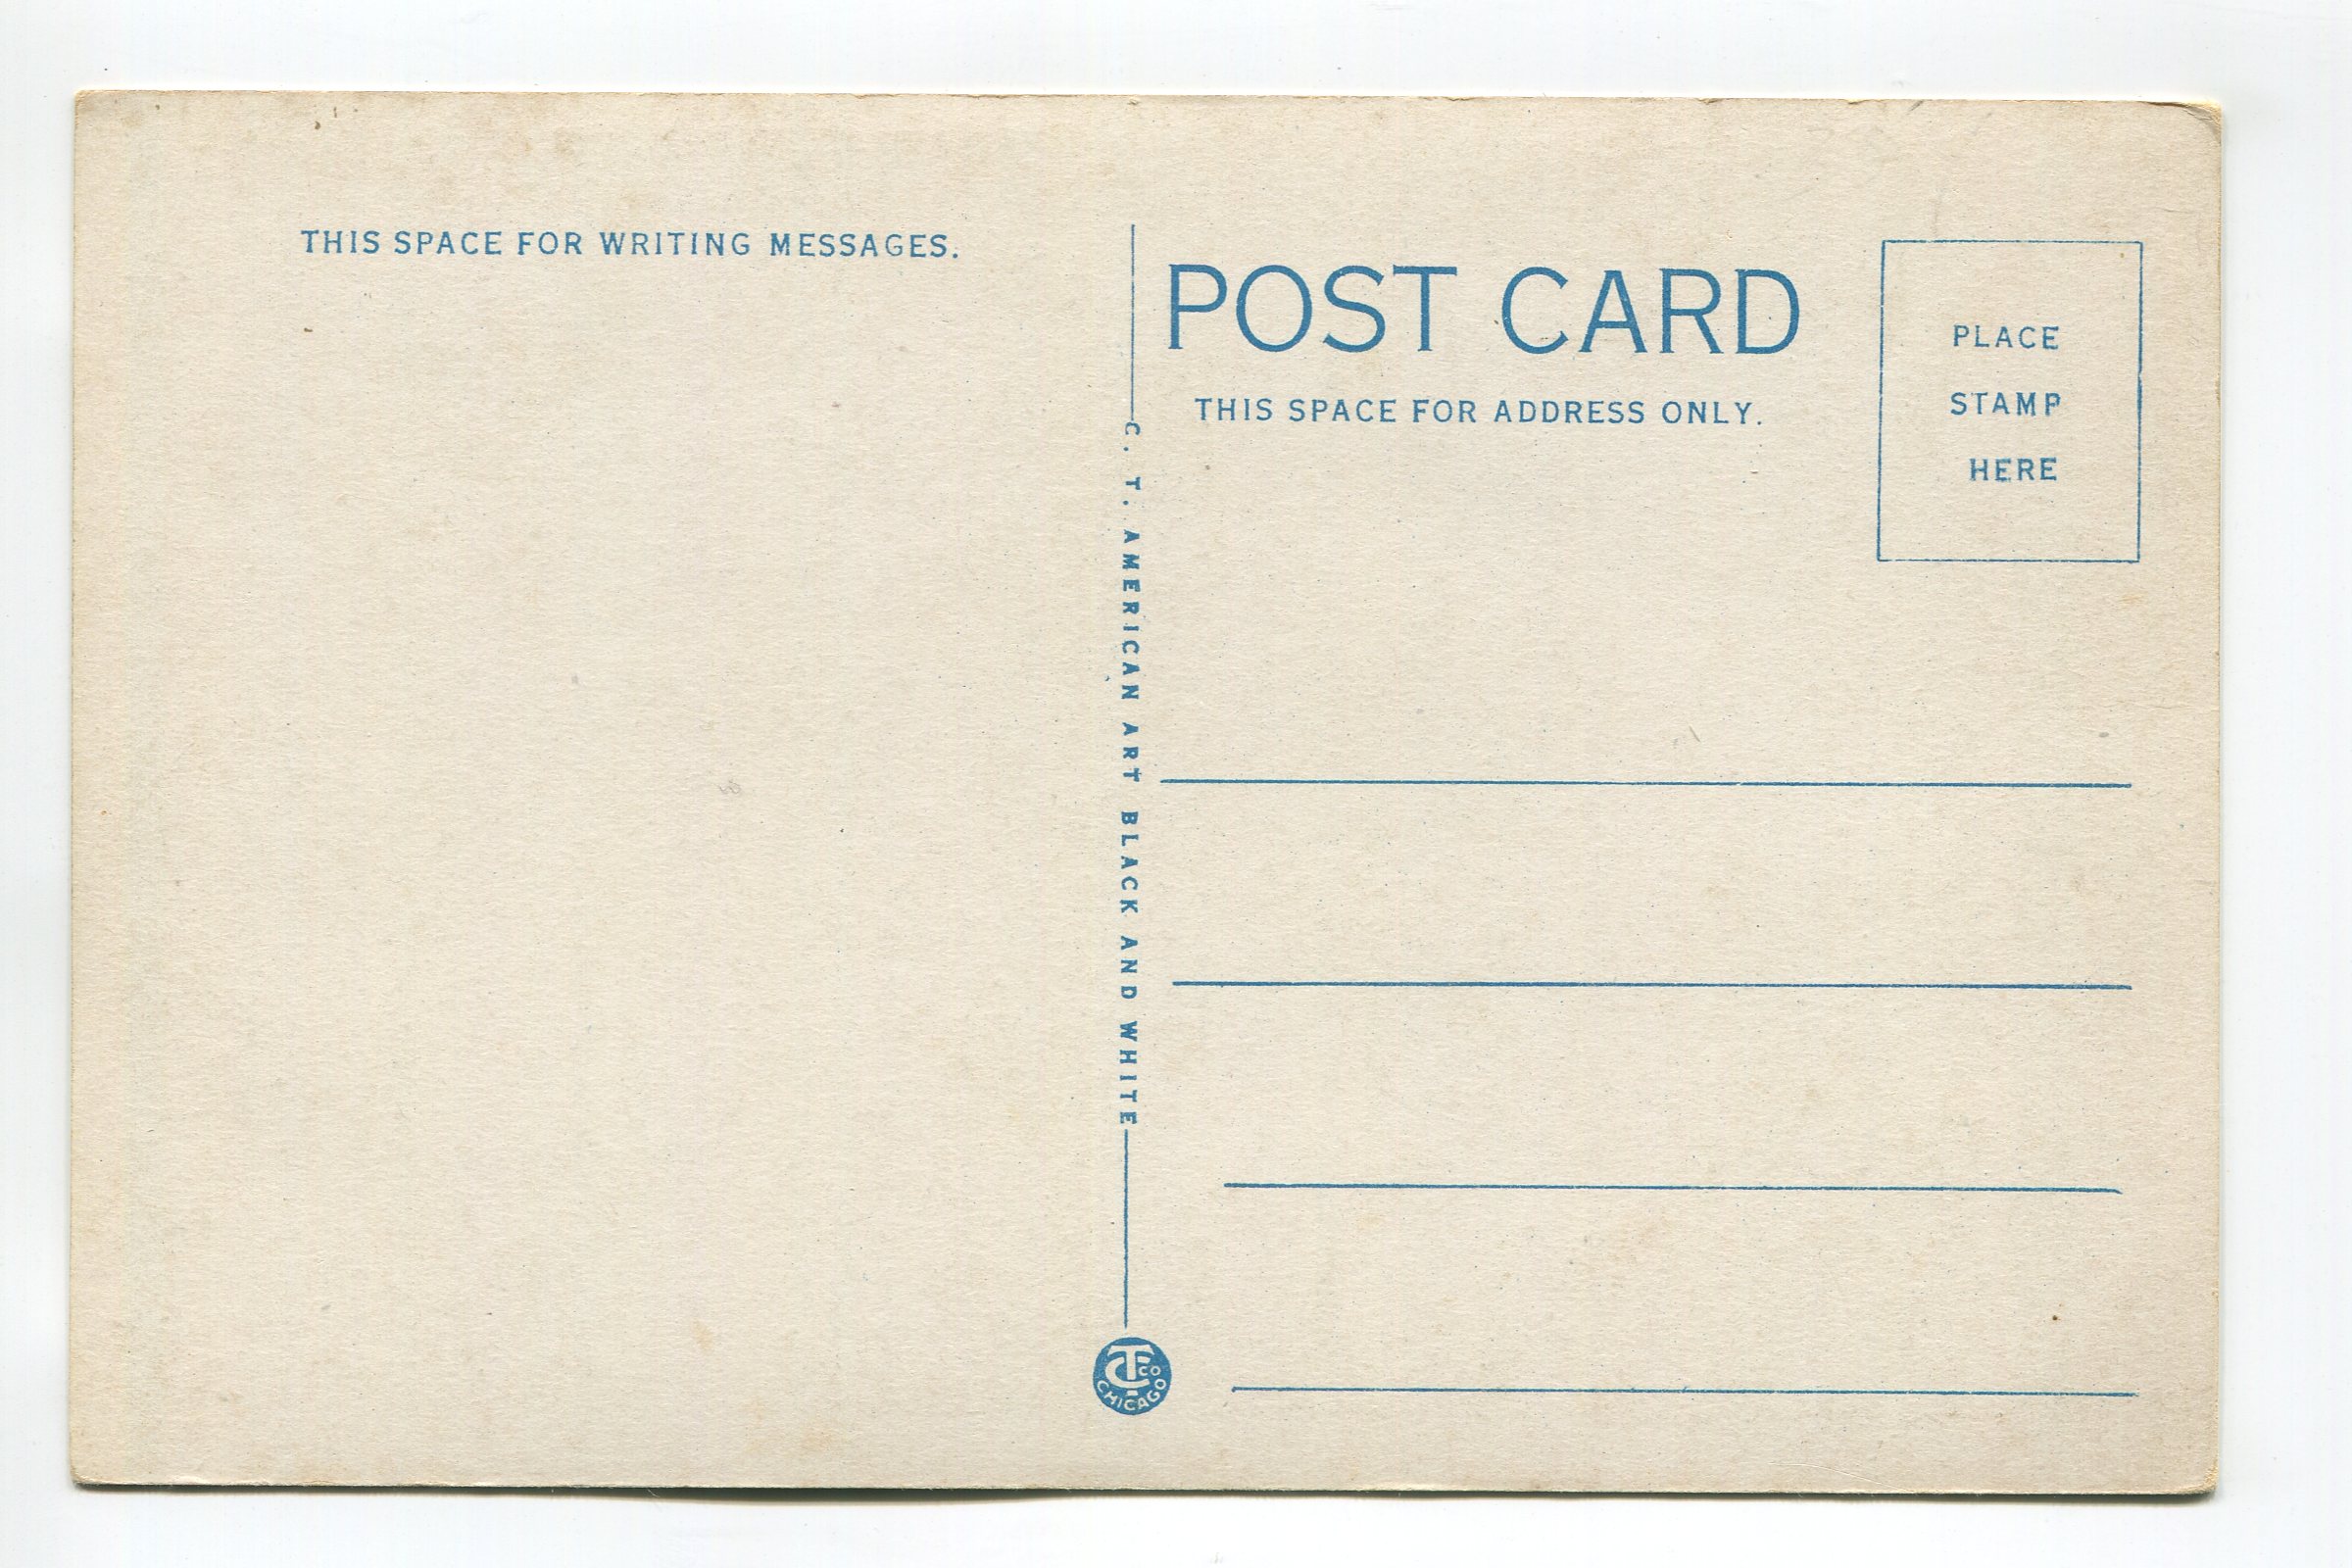 THIS SPACE FOR WRITING MESSAGES.
POST CARD
THIS SPACE FOR ADDRESS ONLY.
PLACE
STAMP
HERE
C. T. AMERICAN ART BLACK AND WHITE
CT CO
CHICAGO